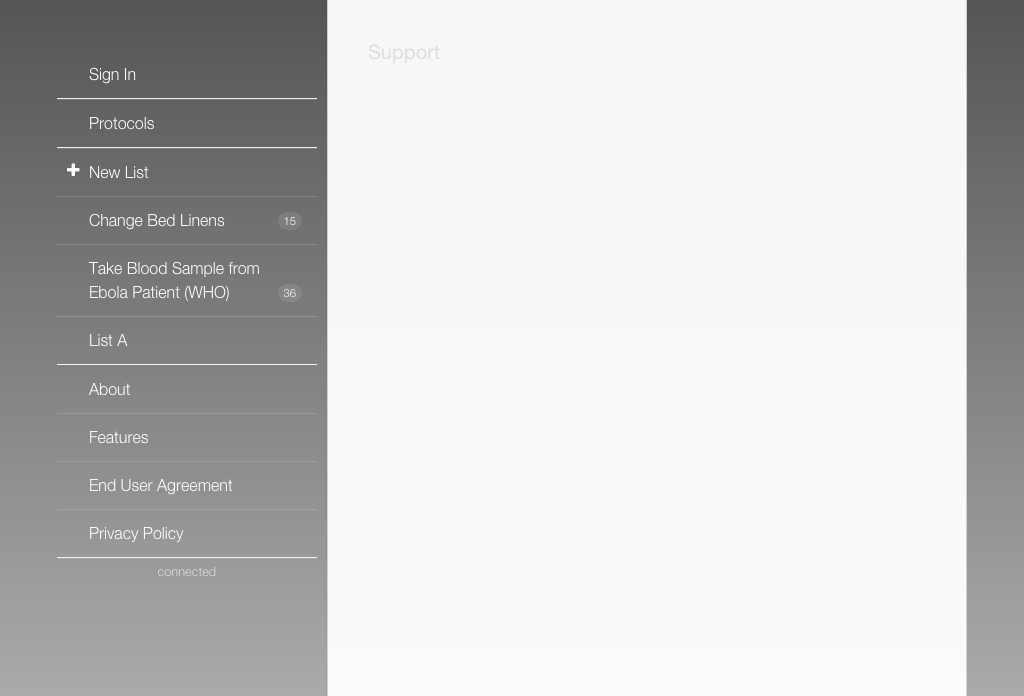 Sign In
Protocols
New List
Change Bed Linens 15
Take Blood Sample from
Ebola Patient (WHO) 36
List A
About
Features
End User Agreement
Privacy Policy
connected
Support